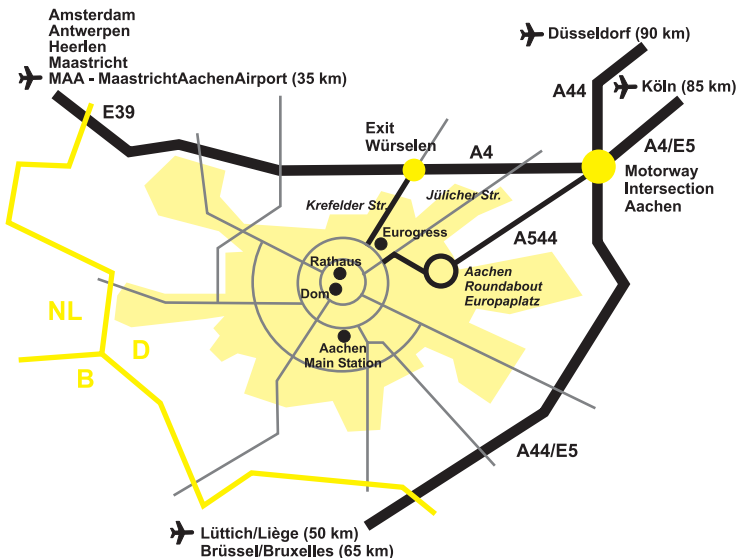 Amsterdam
Antwerpen
Heerlen
Maastricht
MAA - MaastrichtAachenAirport (35 km)
E39
Düsseldorf (90 km)
A44
Köln (85 km)
A4/E5
Exit
Würselen
A4
Motorway
Intersection
Aachen
Krefelder Str.
Jülicher Str.
Eurogress
A544
Rathaus
Dom
Aachen
Roundabout
Europaplatz
Aachen
Main Station
NL
D
B
A44/E5
Lüttich/Liège (50 km)
Brüssel/Bruxelles (65 km)